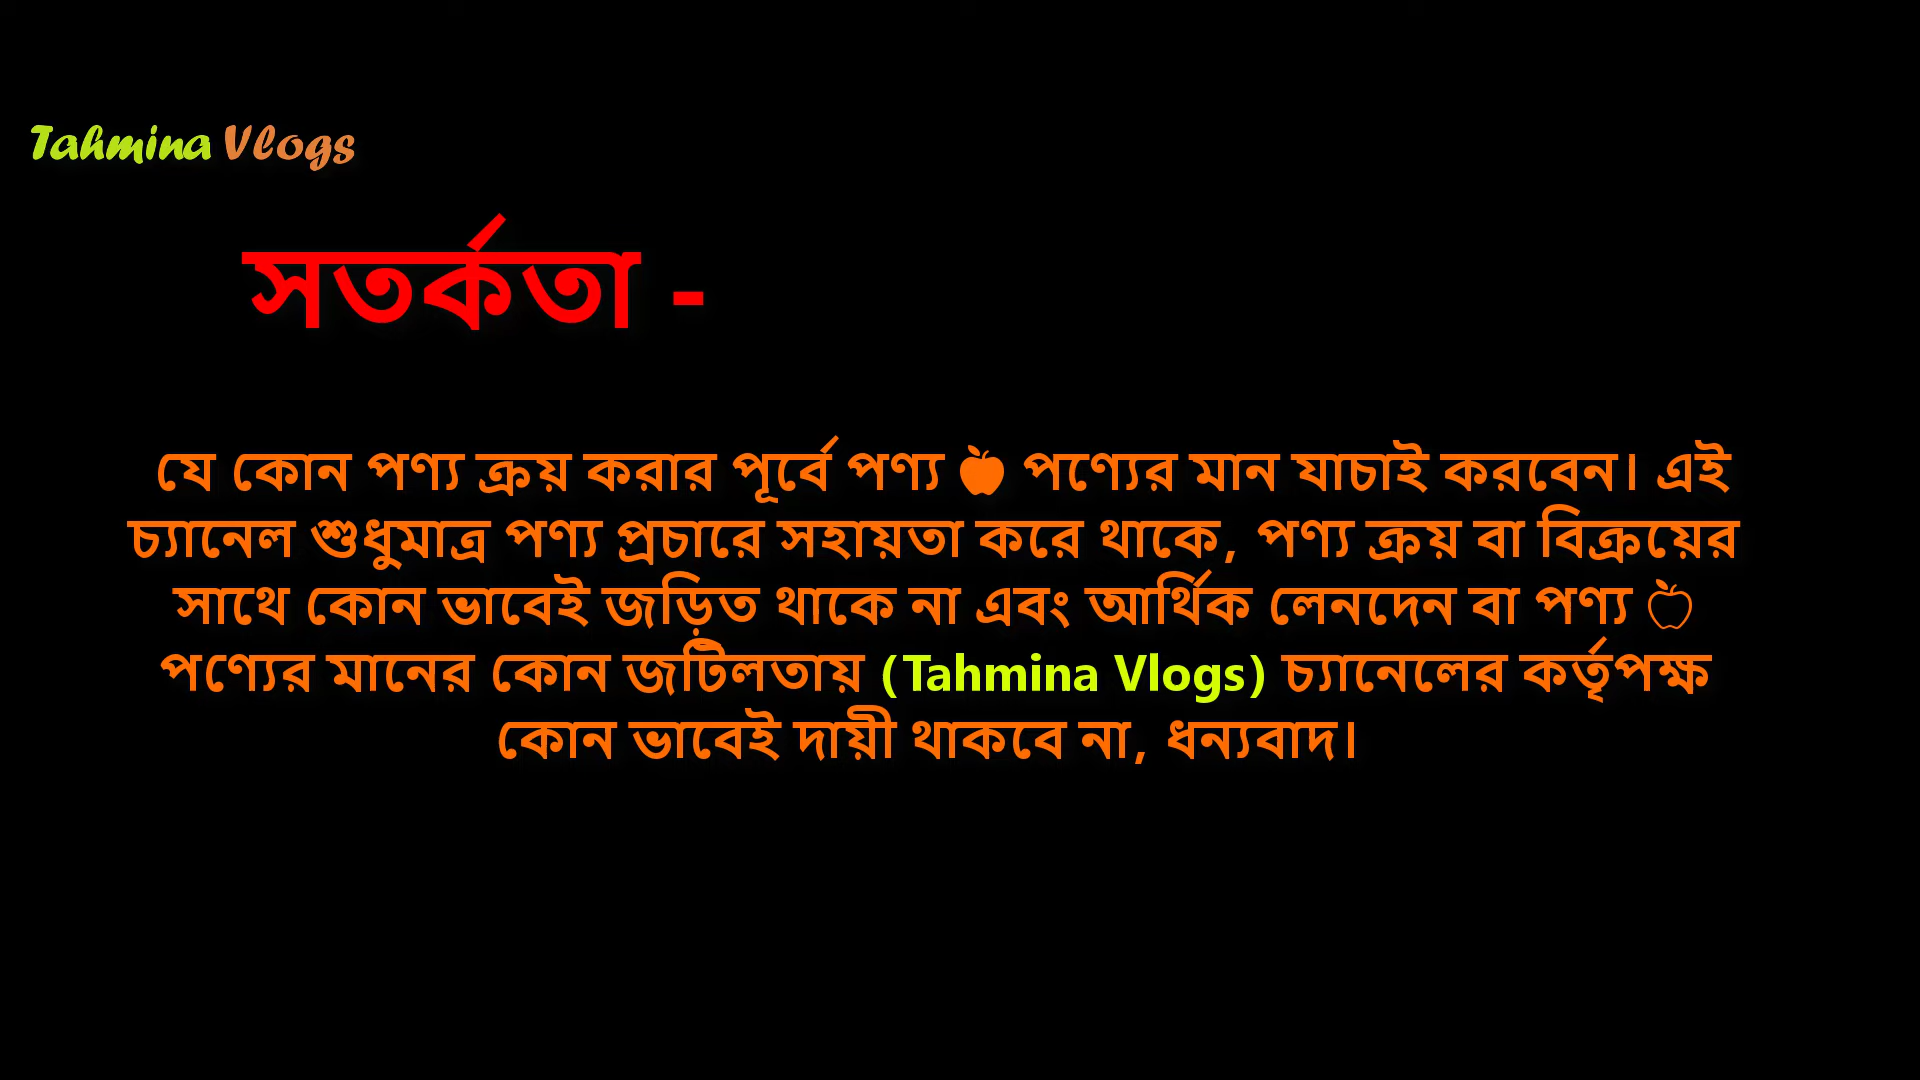 Tahmina Vlogs
সতর্কতা -
যে কোন পণ্য ক্রয় করার পূর্বে পণ্য 🍎 পণ্যের মান যাচাই করবেন। এই
চ্যানেল শুধুমাত্র পণ্য প্রচারে সহায়তা করে থাকে, পণ্য ক্রয় বা বিক্রয়ের
সাথে কোন ভাবেই জড়িত থাকে না এবং আর্থিক লেনদেন বা পণ্য 🍎
পণ্যের মানের কোন জটিলতায় (Tahmina Vlogs) চ্যানেলের কর্তৃপক্ষ
কোন ভাবেই দায়ী থাকবে না, ধন্যবাদ।